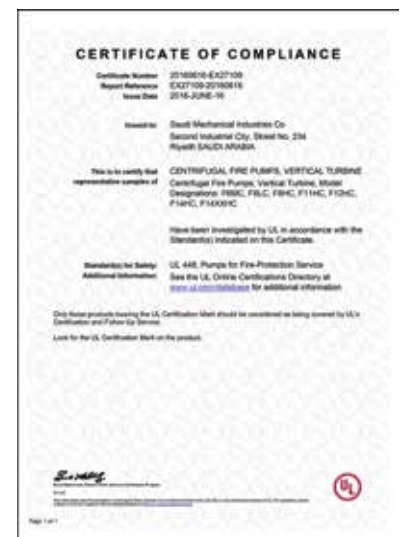 CERTIFICATE OF COMPLIANCE
Certificate Number 20160616-EX27109
Report Reference EX27109-20160616
Issue Date 2016-JUNE-16
Issued to: Saudi Mechanical Industries Co
Second Industrial City, Street No. 234
Riyadh SAUDI ARABIA
This is to certify that CENTRIFUGAL FIRE PUMPS, VERTICAL TURBINE
representative samples of Centrifugal Fire Pumps, Vertical Turbine, Model
Designations: F8LC, F8HC, F11HC, F12HC,
F14HC, F14XXHC
Have been investigated by UL in accordance with the
Standard(s) indicated on this Certificate.
Standard(s) for Safety: UL 448, Pumps for Fire-Protection Service
Additional Information: See the UL Online Certifications Directory at
www.ul.com/database for additional information
Only those products bearing the UL Certification Mark should be considered as being covered by UL's
Certification and Follow-Up Service.
Look for the UL Certification Mark on the product.
UL
Page 1 of 1